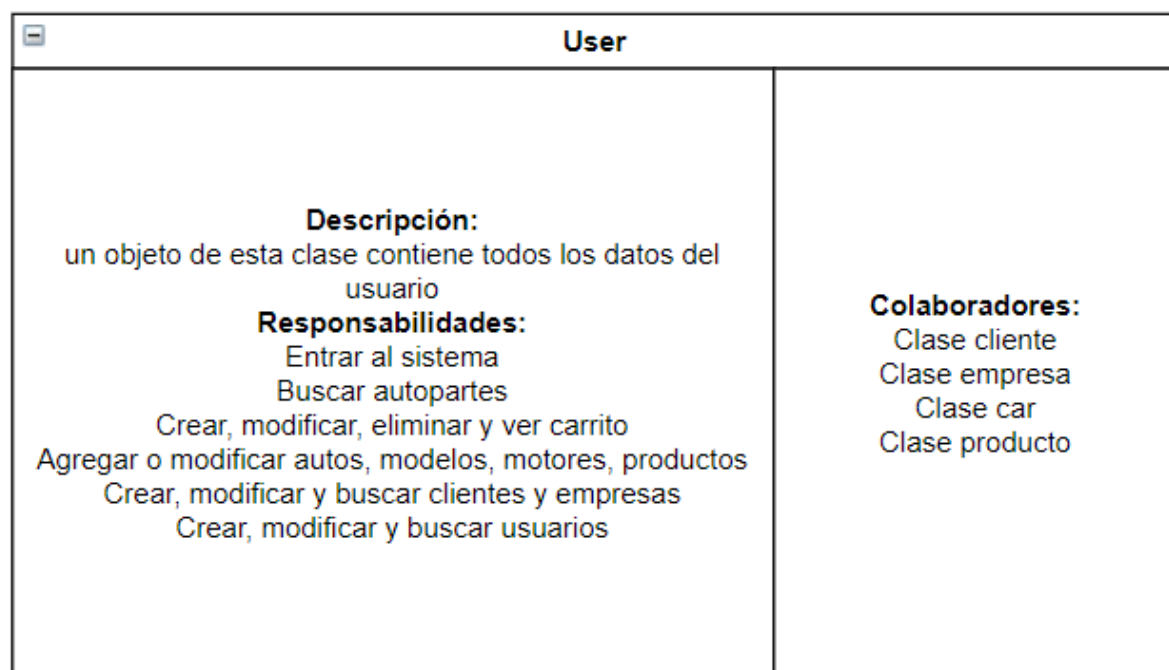 User
Descripción:
un objeto de esta clase contiene todos los datos del
usuario
Responsabilidades:
Entrar al sistema
Buscar autopartes
Crear, modificar, eliminar y ver carrito
Agregar o modificar autos, modelos, motores, productos
Crear, modificar y buscar clientes y empresas
Crear, modificar y buscar usuarios
Colaboradores:
Clase cliente
Clase empresa
Clase car
Clase producto